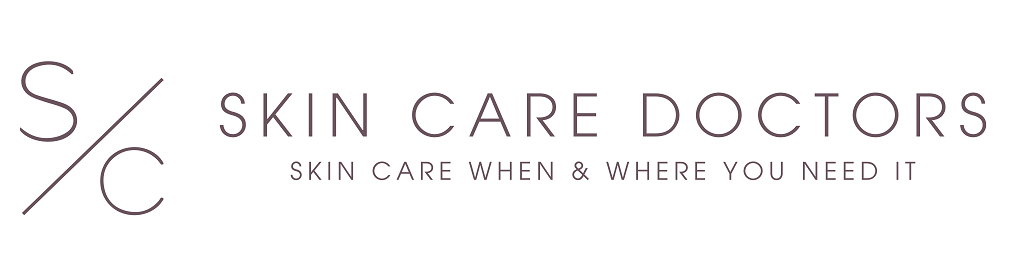 S/C
SKIN CARE DOCTORS
SKIN CARE WHEN & WHERE YOU NEED IT